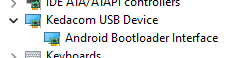 IDE ATA/ATAPI controllers
Kedacom USB Device
Android Bootloader Interface
Keyboards